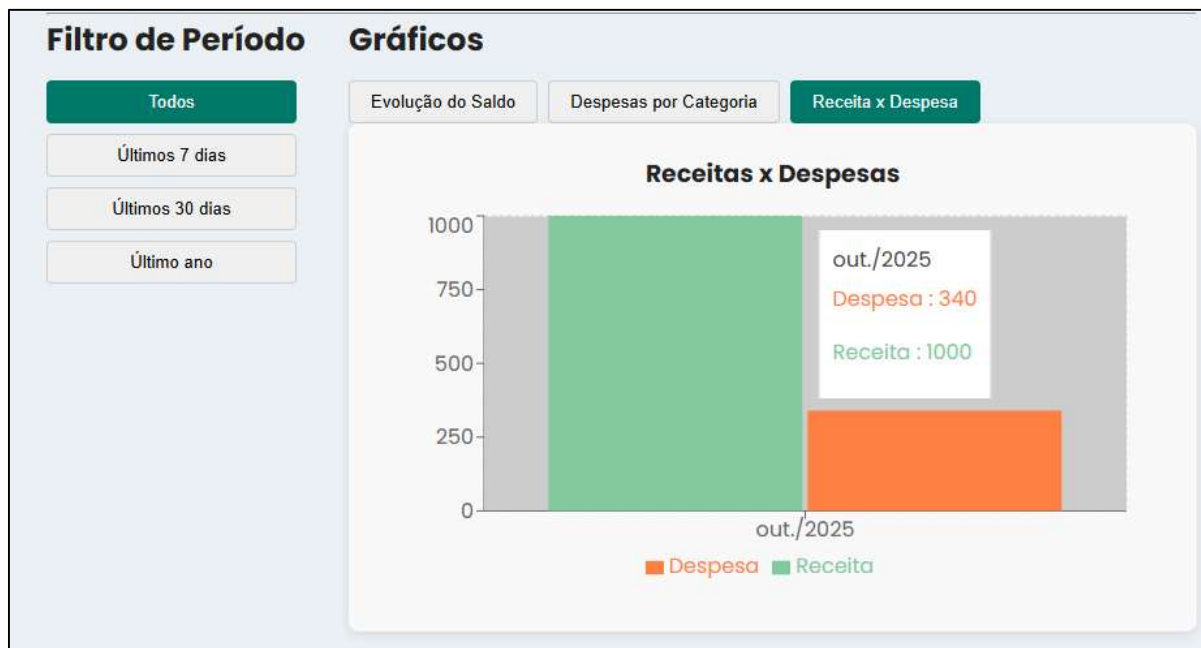 Filtro de Período
Todos
Últimos 7 dias
Últimos 30 dias
Último ano
Gráficos
Evolução do Saldo
Despesas por Categoria
Receita x Despesa
Receitas x Despesas
1000
750
500
250
0
out./2025
Despesa : 340
Receita : 1000
out./2025
Despesa
Receita